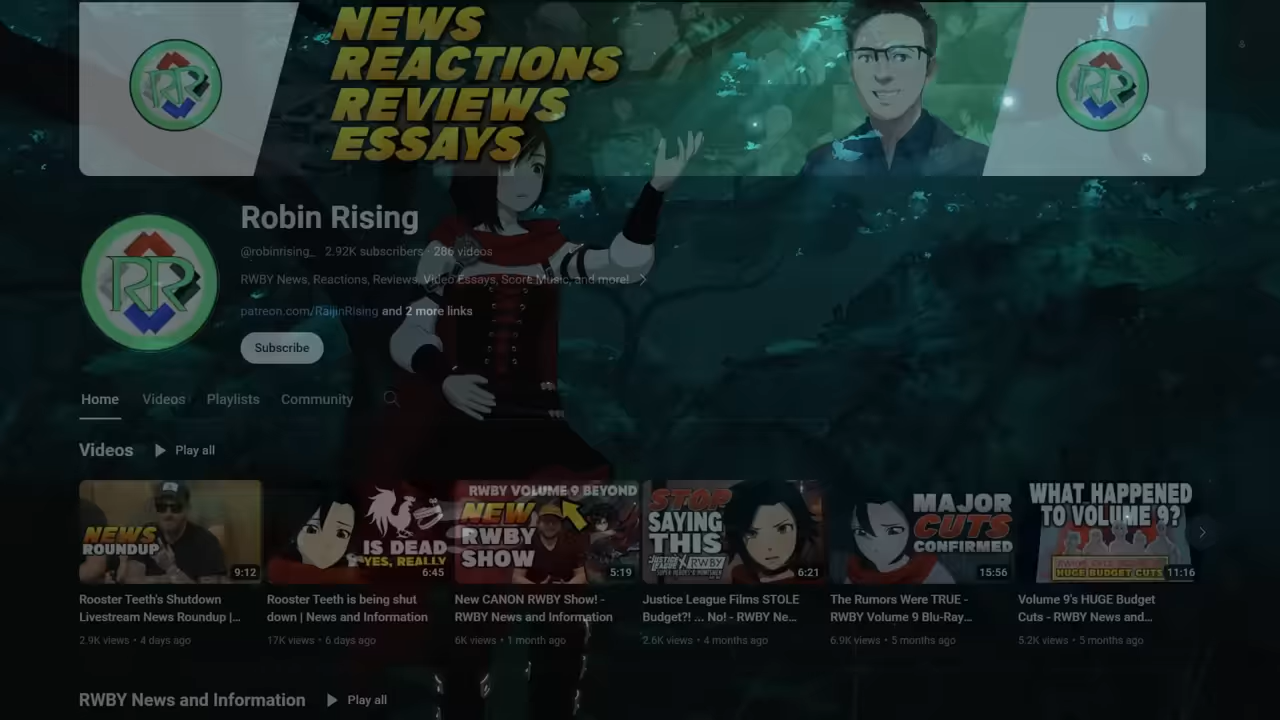 NEWS
REACTIONS
REVIEWS
ESSAYS
RR
RR
RR
Robin Rising
@robinrising_ 2.92K subscribers · 286 videos
RWBY News, Reactions, Reviews, Video Essays, Score Music, and more!
patreon.com/RaijinRising and 2 more links
Subscribe
Home Videos Playlists Community
Videos Play all
NEWS
ROUNDUP
9:12
IS DEAD
YES, REALLY
6:45
RWBY VOLUME 9 BEYOND
NEW
RWBY
SHOW
5:19
STOP
SAYING
THIS
6:21
MAJOR
CUTS
CONFIRMED
15:56
WHAT HAPPENED
TO VOLUME 9?
HUGE BUDGET CUTS
11:16
Rooster Teeth's Shutdown
Livestream News Roundup |...
2.9K views • 4 days ago
Rooster Teeth is being shut
down | News and Information
17K views • 6 days ago
New CANON RWBY Show! -
RWBY News and Information
6K views • 1 month ago
Justice League Films STOLE
Budget?! ... No! - RWBY Ne...
2.6K views • 4 months ago
The Rumors Were TRUE -
RWBY Volume 9 Blu-Ray...
6.9K views • 5 months ago
Volume 9's HUGE Budget
Cuts - RWBY News and...
5.2K views • 5 months ago
RWBY News and Information Play all